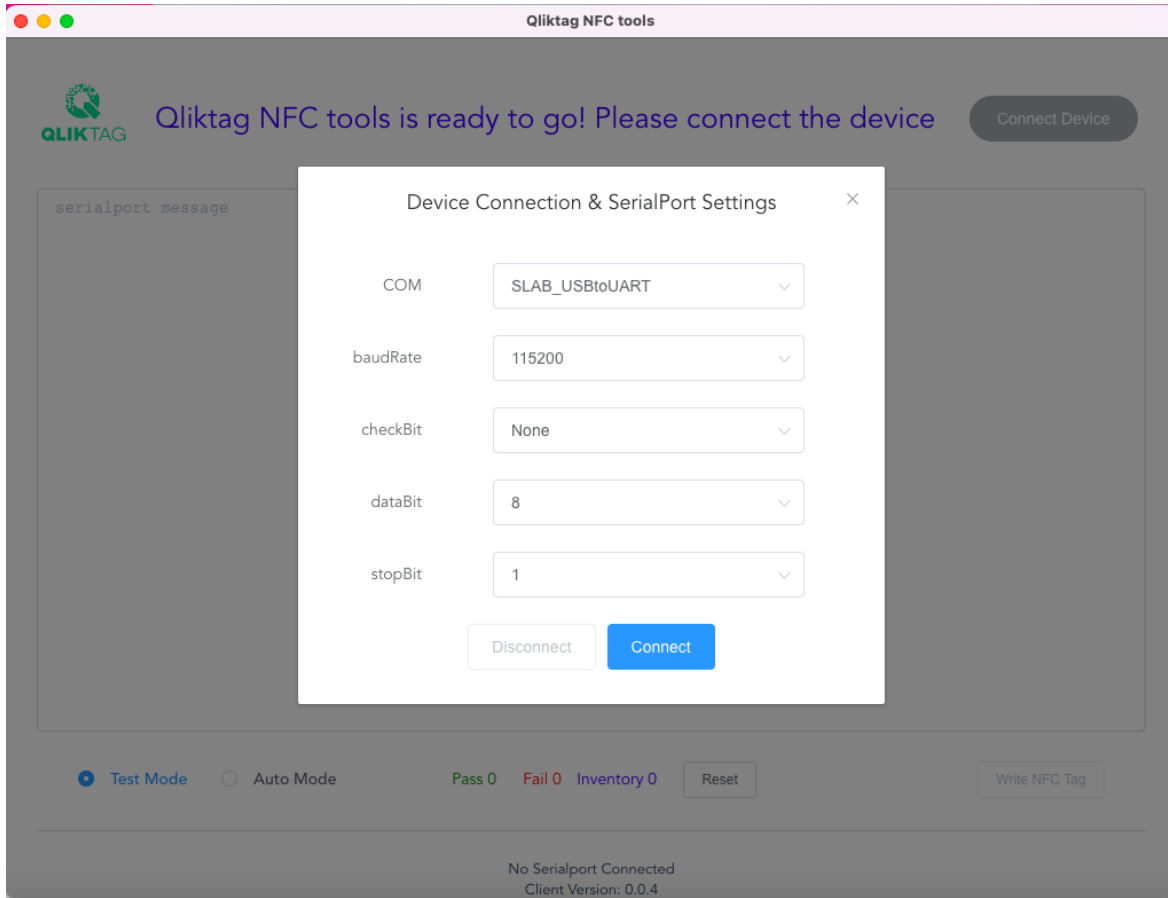 Qliktag NFC tools
QLIKTAG
Qliktag NFC tools is ready to go! Please connect the device
Connect Device
serialport message
Device Connection & SerialPort Settings
COM SLAB_USBtoUART
baudRate 115200
checkBit None
dataBit 8
stopBit 1
Disconnect Connect
Test Mode Auto Mode Pass 0 Fail 0 Inventory 0 Reset Write NFC Tag
No Serialport Connected
Client Version: 0.0.4